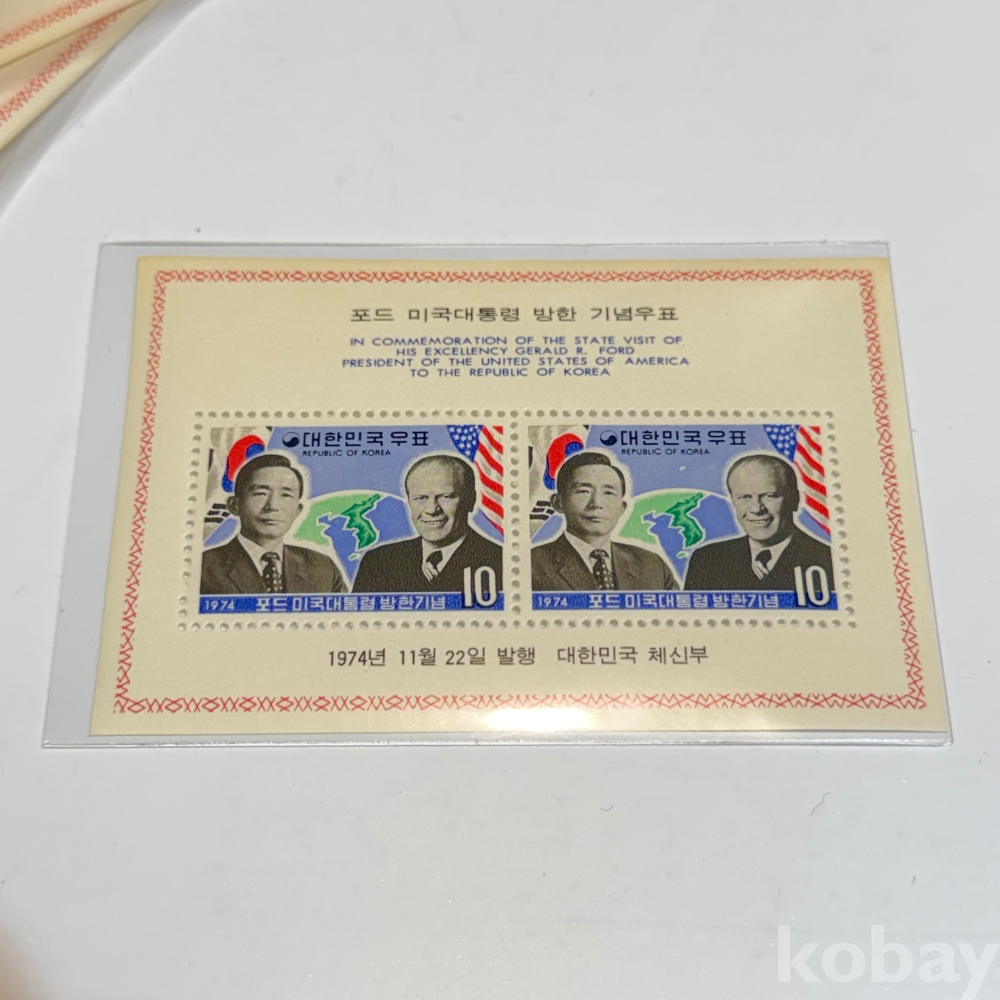 포드 미국대통령 방한 기념우표
IN COMMEMORATION OF THE STATE VISIT OF
HIS EXCELLENCY GERALD R. FORD
PRESIDENT OF THE UNITED STATES OF AMERICA
TO THE REPUBLIC OF KOREA
대한민국우표
REPUBLIC OF KOREA
1974 포드 미국대통령 방한기념 10
대한민국우표
REPUBLIC OF KOREA
1974 포드 미국대통령 방한기념 10
1974년 11월 22일 발행 대한민국 체신부
kobay